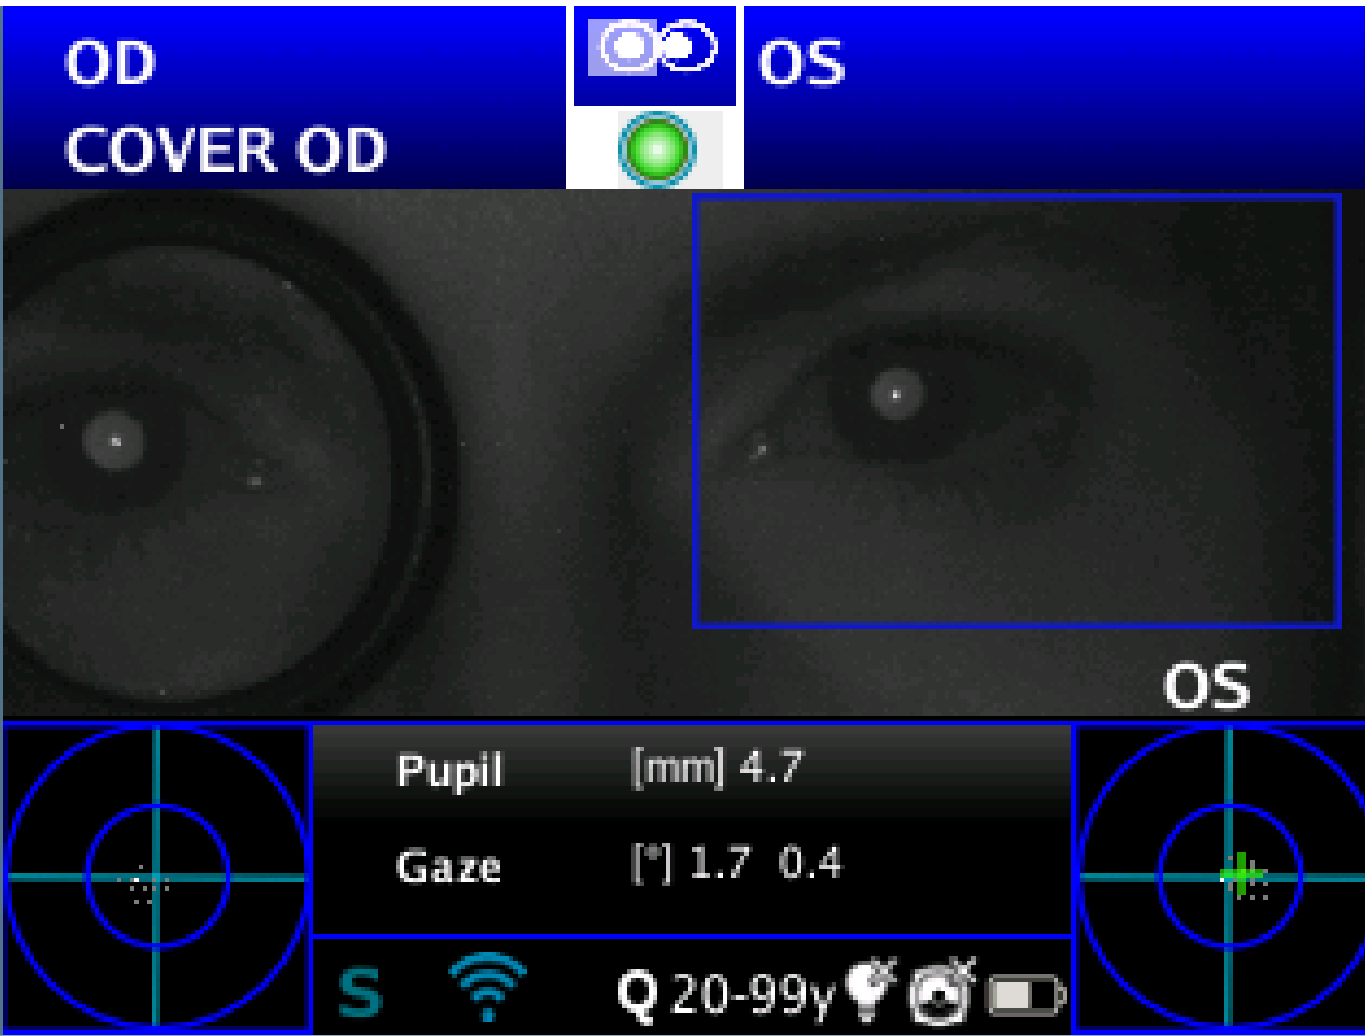 OD
OS
COVER OD
OS
Pupil [mm] 4.7
Gaze [°] 1.7 0.4
S Q 20-99y